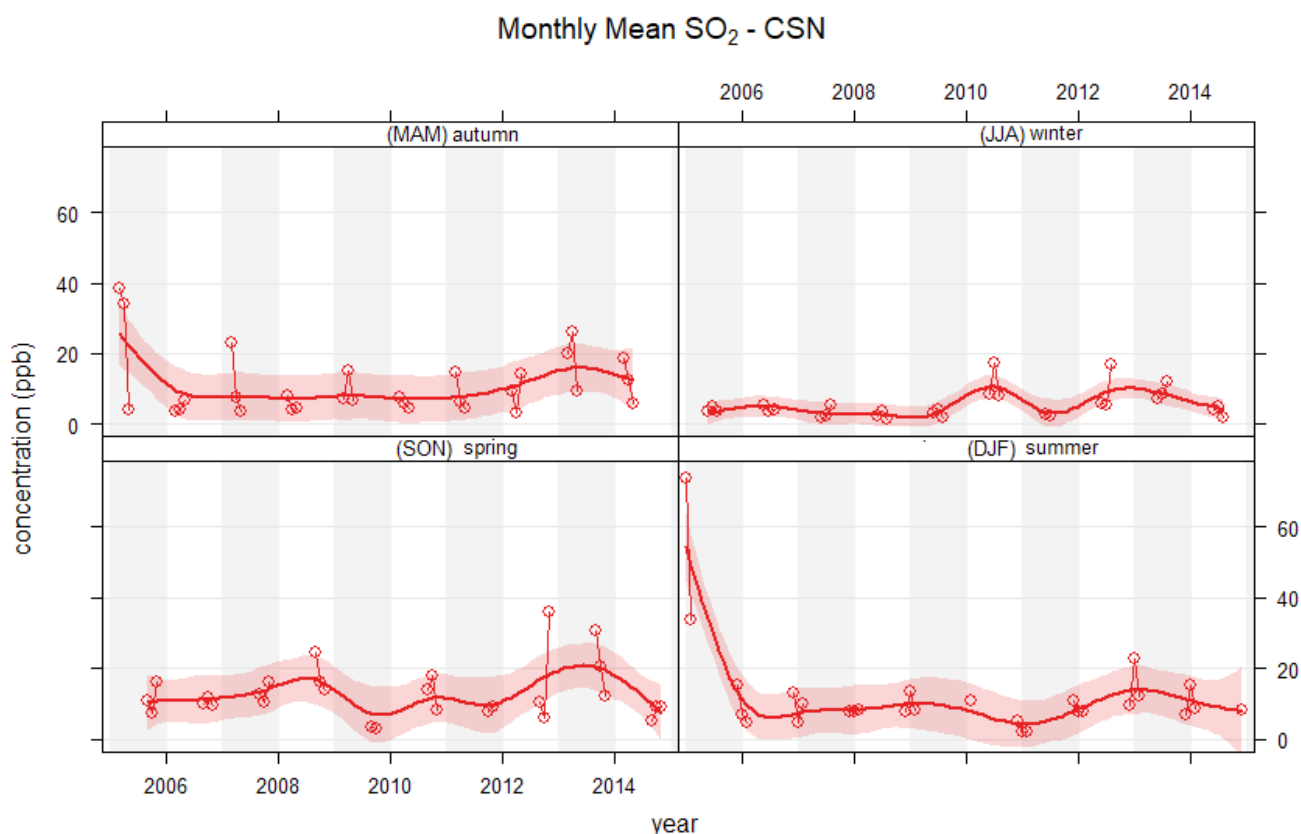 Monthly Mean SO₂ - CSN
2006 2008 2010 2012 2014
(MAM) autumn
(JJA) winter
60
40
20
0
(SON) spring
(DJF) summer
60
40
20
0
concentration (ppb)
2006 2008 2010 2012 2014
year